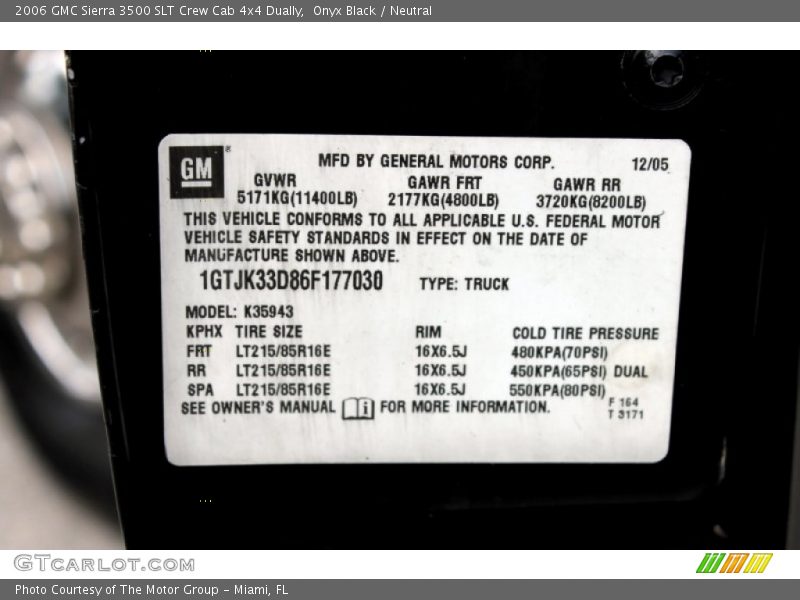 2006 GMC Sierra 3500 SLT Crew Cab 4x4 Dually,  Onyx Black / Neutral
GM® MFD BY GENERAL MOTORS CORP. 12/05
GVWR GAWR FRT GAWR RR
5171KG(11400LB) 2177KG(4800LB) 3720KG(8200LB)
THIS VEHICLE CONFORMS TO ALL APPLICABLE U.S. FEDERAL MOTOR
VEHICLE SAFETY STANDARDS IN EFFECT ON THE DATE OF
MANUFACTURE SHOWN ABOVE.
1GTJK33D86F177030 TYPE: TRUCK
MODEL: K35943
KPHX TIRE SIZE RIM COLD TIRE PRESSURE
FRT LT215/85R16E 16X6.5J 480KPA(70PSI)
RR LT215/85R16E 16X6.5J 450KPA(65PSI) DUAL
SPA LT215/85R16E 16X6.5J 550KPA(80PSI)
SEE OWNER'S MANUAL i FOR MORE INFORMATION.
F 164
T 3171
GTCARLOT.COM
Photo Courtesy of The Motor Group - Miami, FL